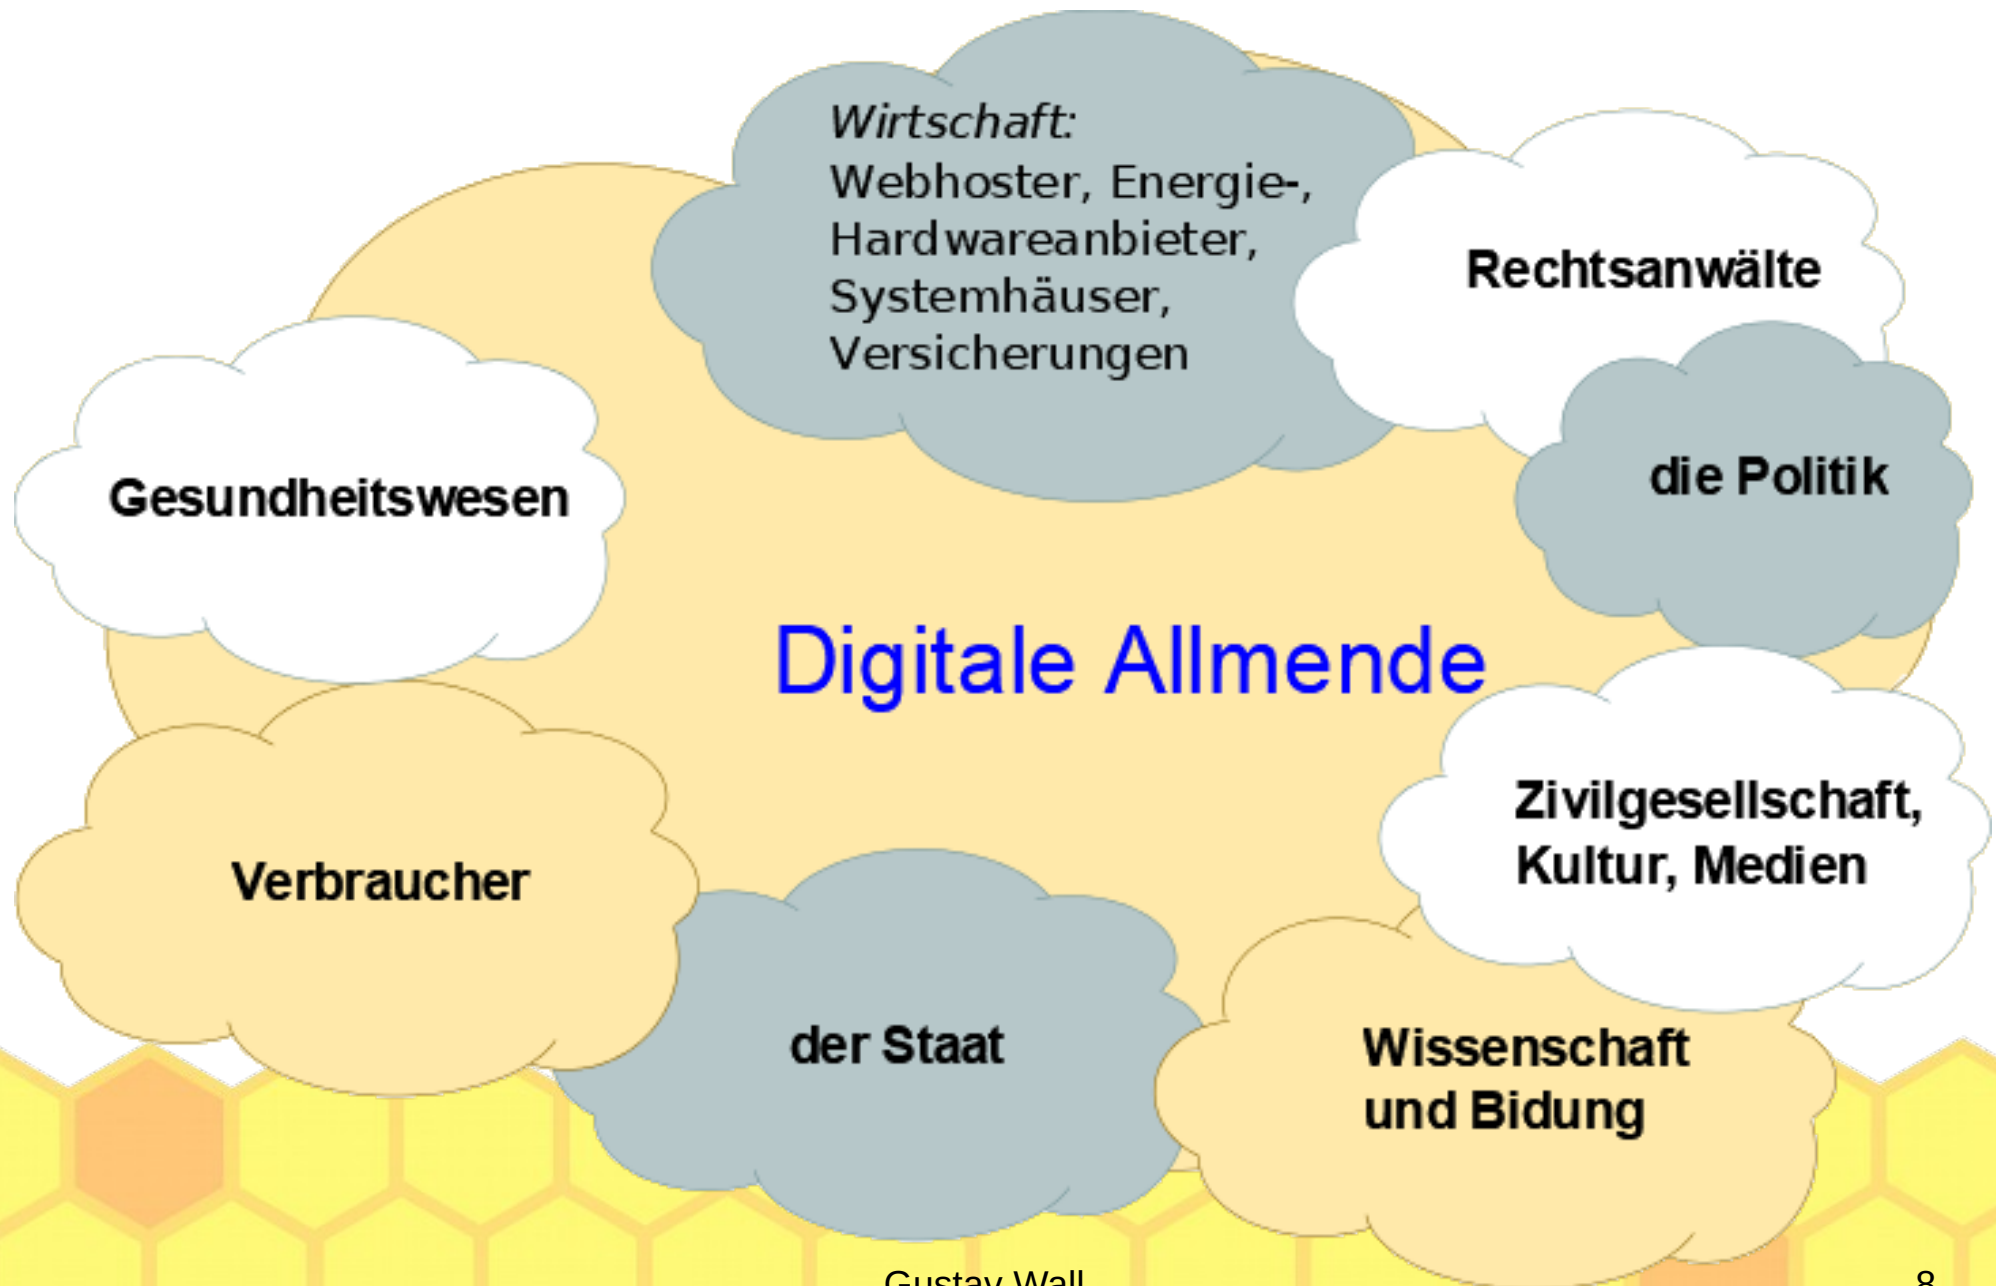 Wirtschaft:
Webhoster, Energie-,
Hardwareanbieter,
Systemhäuser,
Versicherungen
Rechtsanwälte
die Politik
Gesundheitswesen
Digitale Allmende
Zivilgesellschaft,
Kultur, Medien
Verbraucher
der Staat
Wissenschaft
und Bidung
Gustav Wall
8